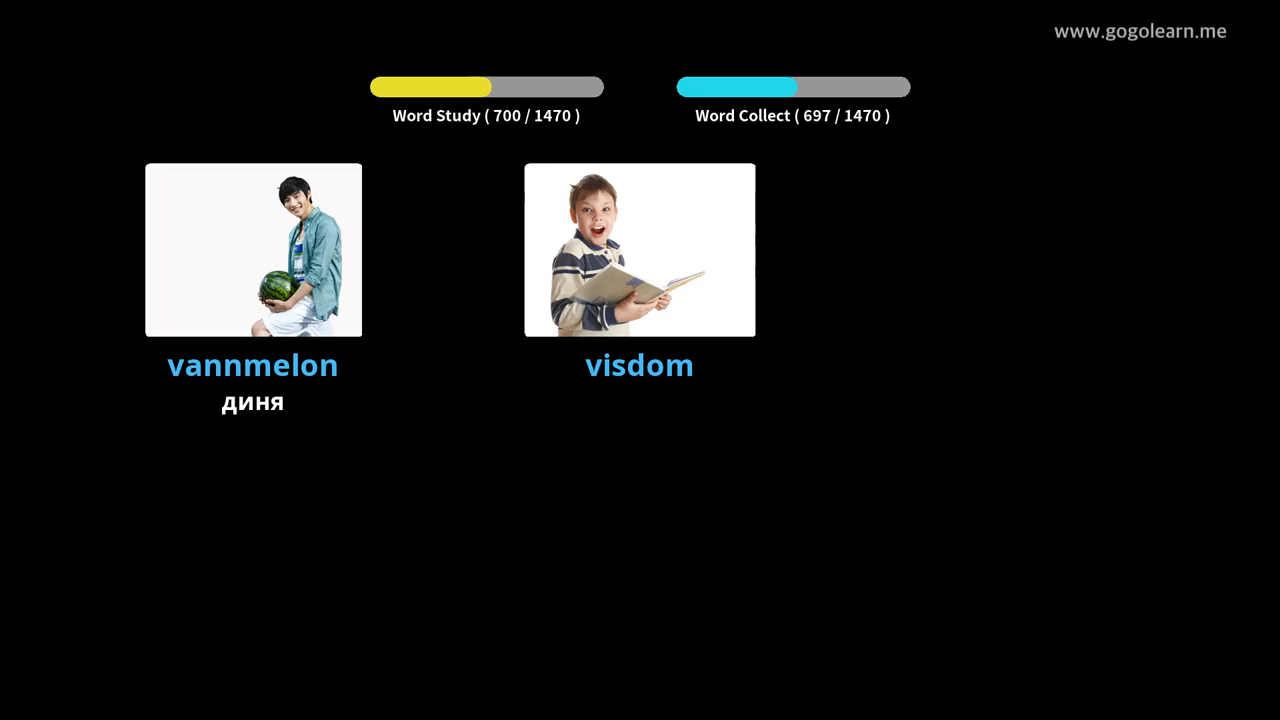 www.gogolearn.me
Word Study ( 700 / 1470 )
Word Collect ( 697 / 1470 )
vannmelon
диня
visdom